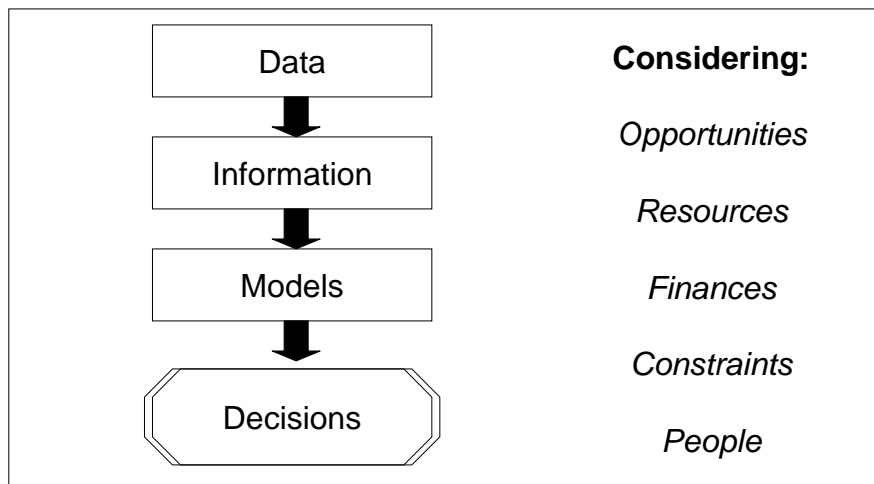 Data
Information
Models
Decisions
Considering:
Opportunities
Resources
Finances
Constraints
People